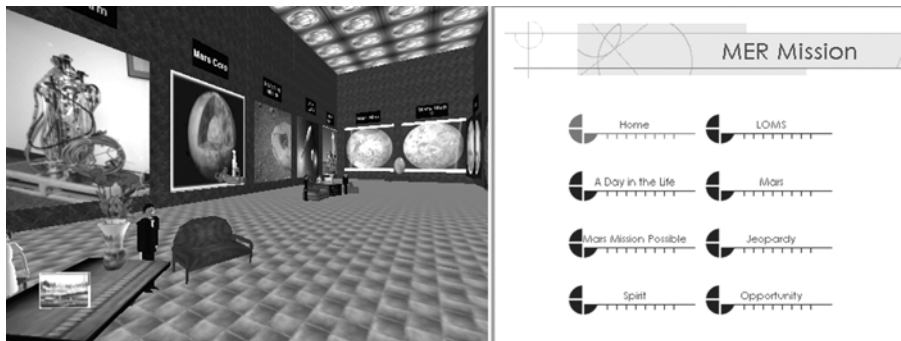 Mars Core
MER Mission
Home
LOMS
A Day in the Life
Mars
Mars Mission Possible
Jeopardy
Spirit
Opportunity